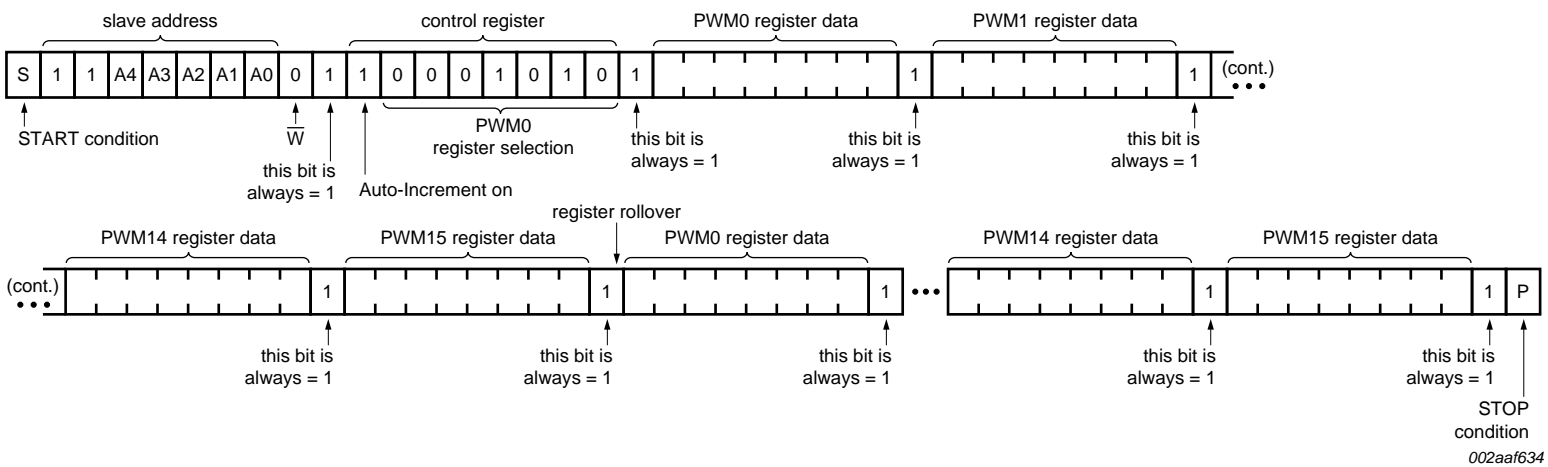 slave address control register PWM0 register data PWM1 register data
S 1 1 A4 A3 A2 A1 A0 0 1 1 0 0 0 1 0 1 0 1 1 1 (cont.)
START condition W̅ PWM0 this bit is this bit is this bit is
register selection always = 1 always = 1 always = 1
this bit is
always = 1 Auto-Increment on
register rollover
PWM14 register data PWM15 register data PWM0 register data PWM14 register data PWM15 register data
(cont.) 1 1 1 1 1 P
this bit is this bit is this bit is this bit is this bit is
always = 1 always = 1 always = 1 always = 1 always = 1
STOP
condition
002aaf634